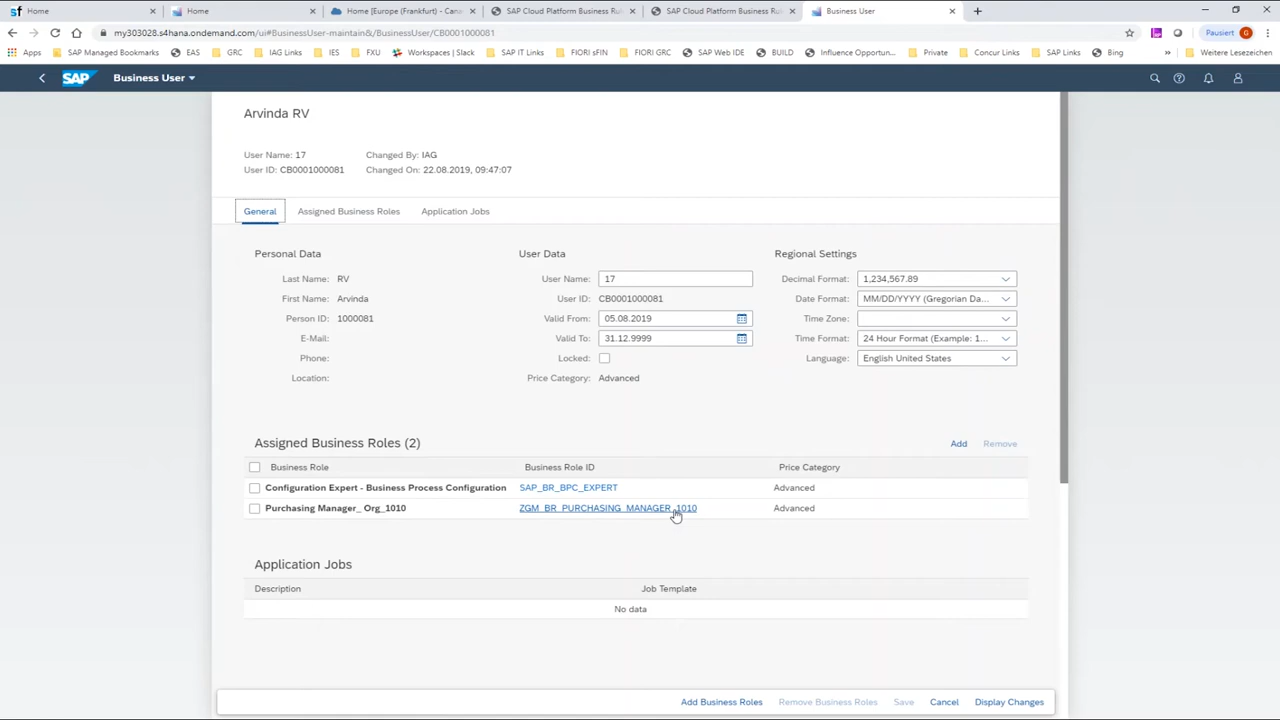 Home
Home
Home [Europe (Frankfurt) - Cana
SAP Cloud Platform Business Rule
SAP Cloud Platform Business Rule
Business User
my303028.s4hana.ondemand.com/ui#BusinessUser-maintain&/BusinessUser/CB0001000081
Pausiert
G
Apps
SAP Managed Bookmarks
EAS
GRC
IAG Links
IES
FXU
Workspaces | Slack
SAP IT Links
FIORI sFIN
FIORI GRC
SAP Web IDE
BUILD
Influence Opportun...
Private
Concur Links
SAP Links
Bing
»
Weitere Lesezeichen
SAP
Business User
Arvinda RV
User Name: 17
Changed By: IAG
User ID: CB0001000081
Changed On: 22.08.2019, 09:47:07
General
Assigned Business Roles
Application Jobs
Personal Data
User Data
Regional Settings
Last Name: RV
User Name: 17
Decimal Format: 1,234,567.89
First Name: Arvinda
User ID: CB0001000081
Date Format: MM/DD/YYYY (Gregorian Da...
Person ID: 1000081
Valid From: 05.08.2019
Time Zone:
E-Mail:
Valid To: 31.12.9999
Time Format: 24 Hour Format (Example: 1...
Phone:
Locked:
Language: English United States
Location:
Price Category: Advanced
Assigned Business Roles (2)
Add
Remove
Business Role
Business Role ID
Price Category
Configuration Expert - Business Process Configuration
SAP_BR_BPC_EXPERT
Advanced
Purchasing Manager_ Org_1010
ZGM_BR_PURCHASING_MANAGER_1010
Advanced
Application Jobs
Description
Job Template
No data
Add Business Roles
Remove Business Roles
Save
Cancel
Display Changes